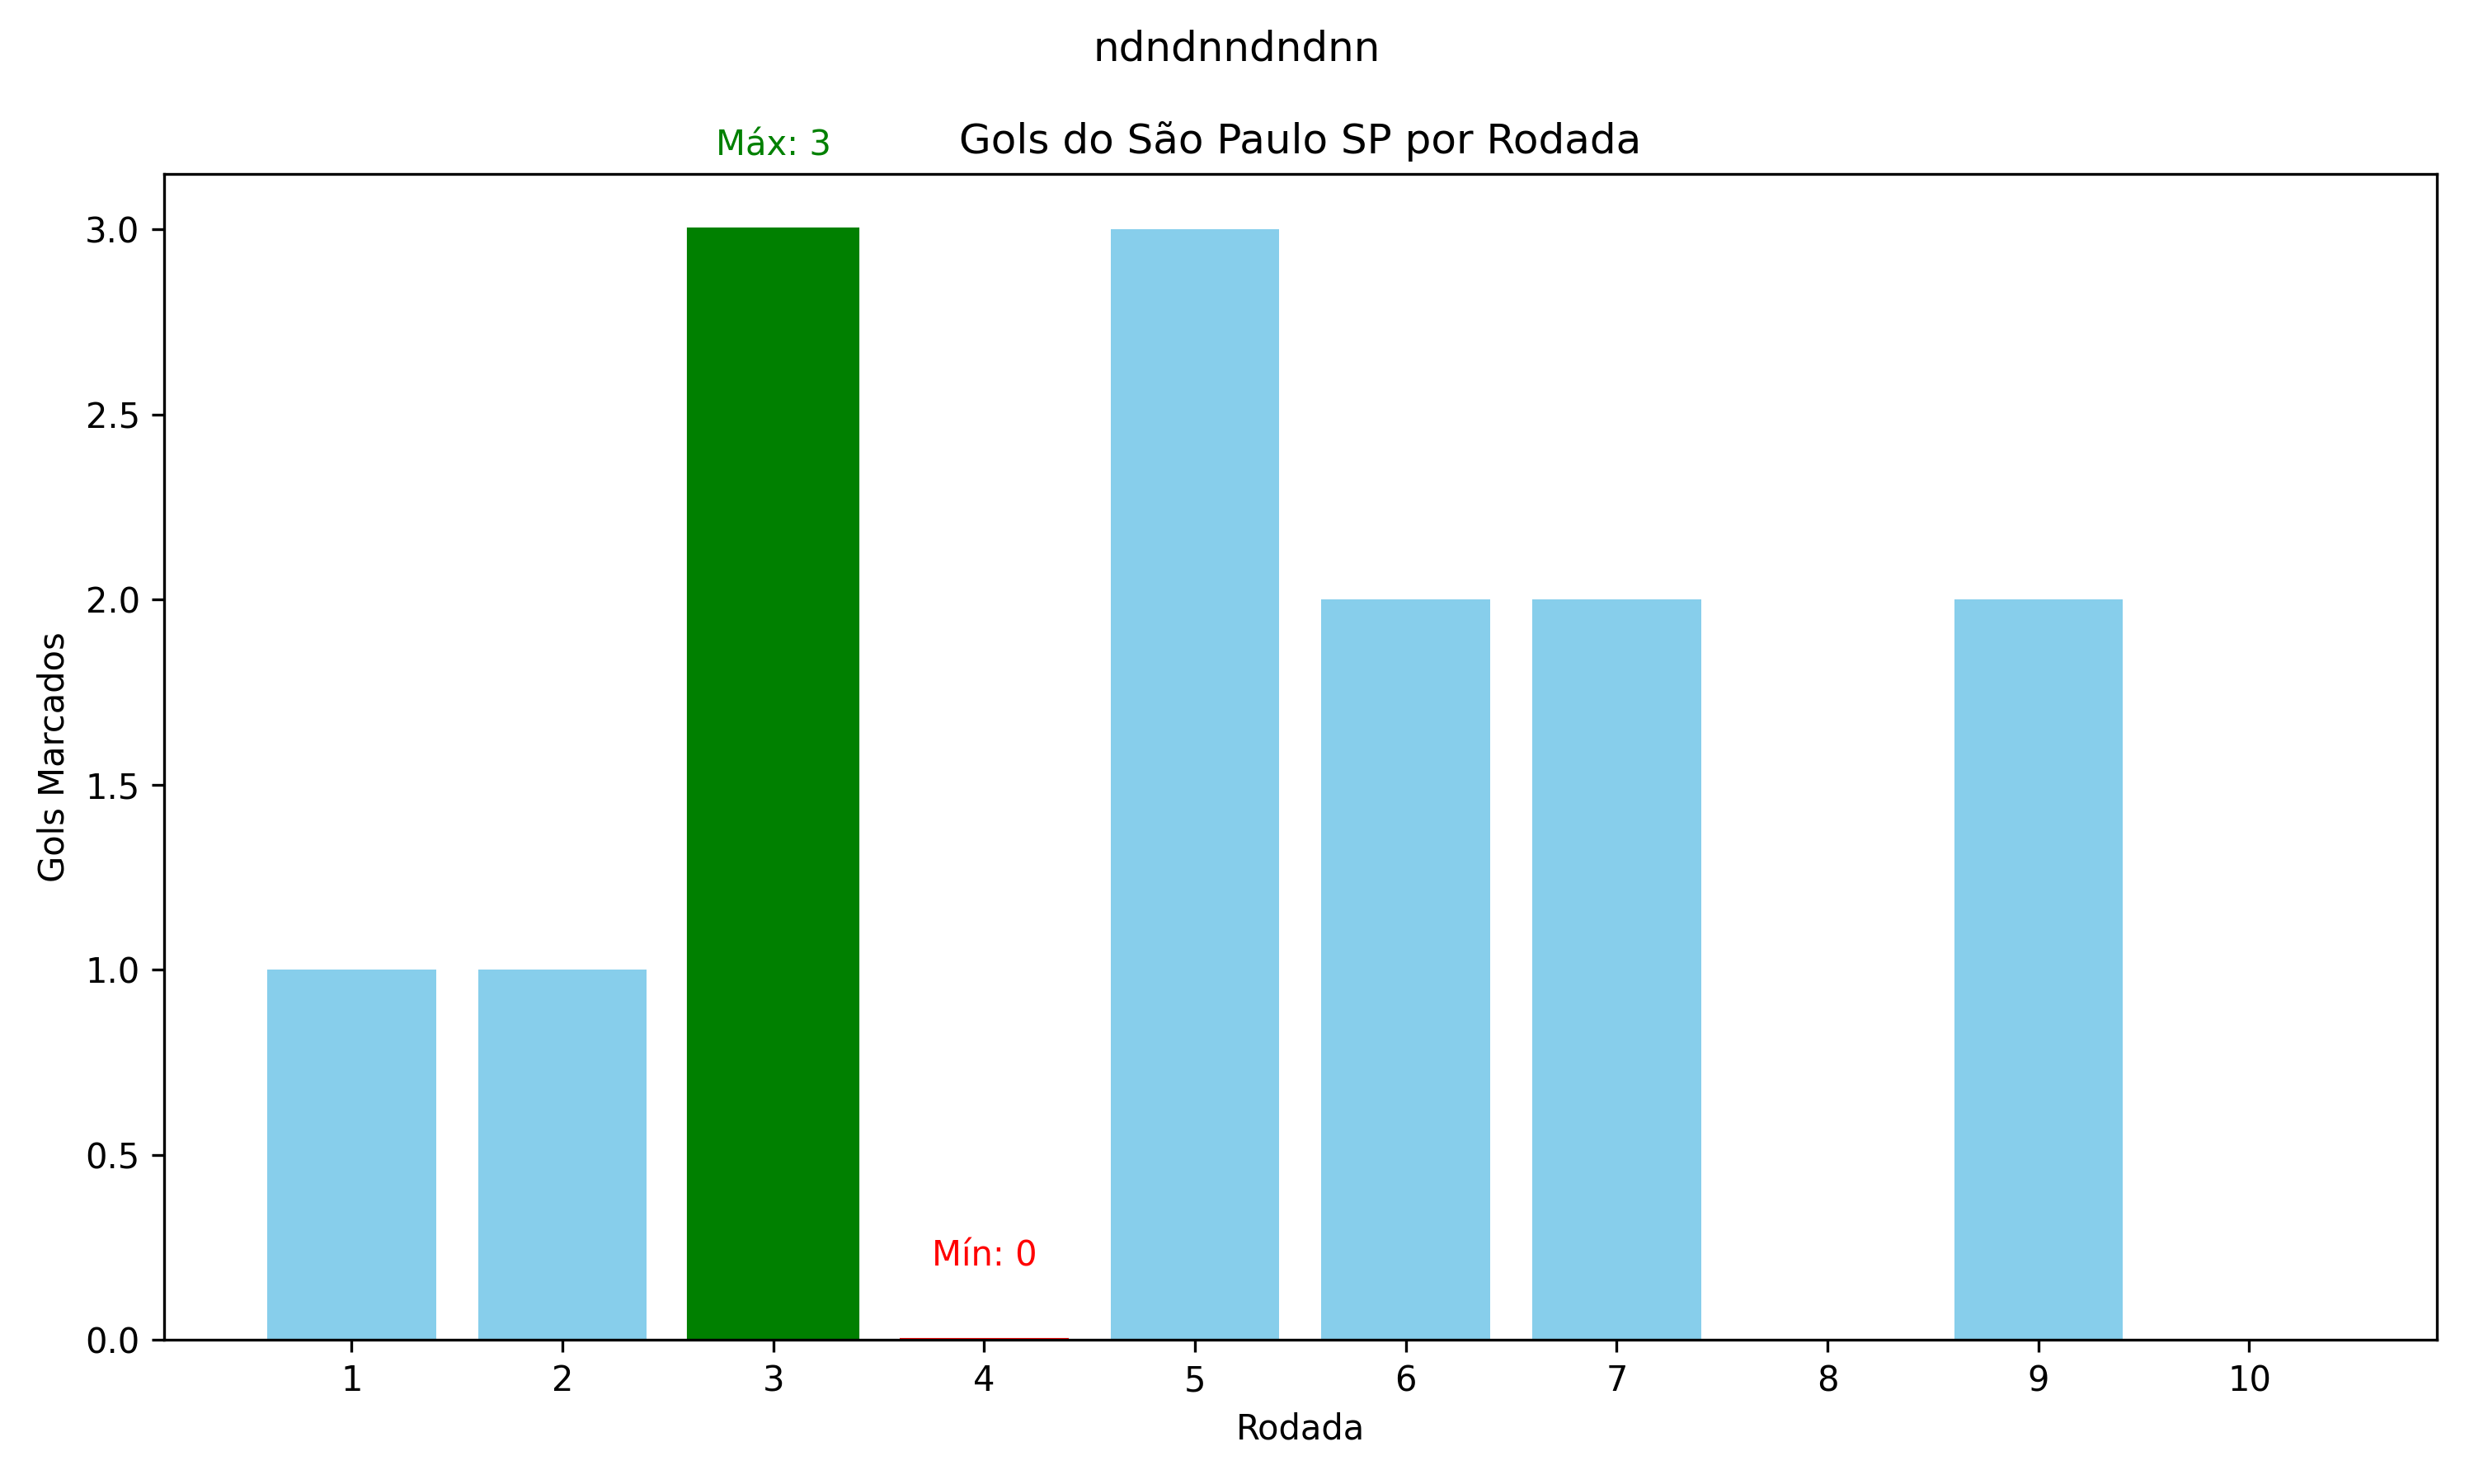 ndndnndndnn
Máx: 3
Gols do São Paulo SP por Rodada
3.0
2.5
2.0
1.5
1.0
0.5
0.0
Gols Marcados
Mín: 0
1 2 3 4 5 6 7 8 9 10
Rodada